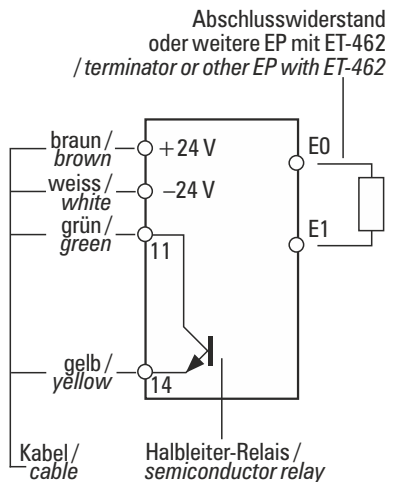 Abschlusswiderstand
oder weitere EP mit ET-462
/ terminator or other EP with ET-462
braun /
brown
+24 V
E0
weiss /
white
–24 V
grün /
green
11
E1
gelb /
yellow
14
Kabel /
cable
Halbleiter-Relais /
semiconductor relay